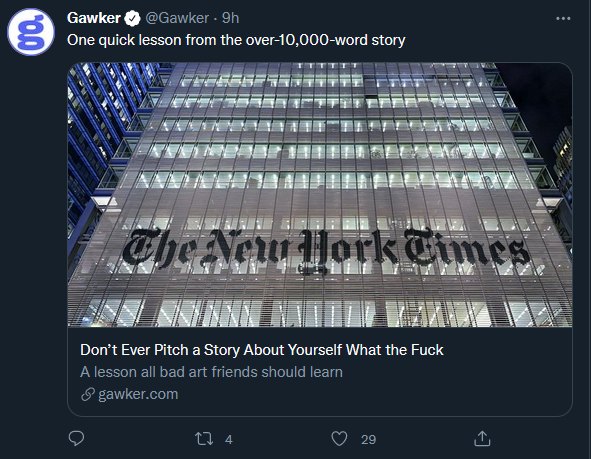 Gawker @Gawker · 9h
One quick lesson from the over-10,000-word story
The New York Times
Don't Ever Pitch a Story About Yourself What the Fuck
A lesson all bad art friends should learn
gawker.com
4 29